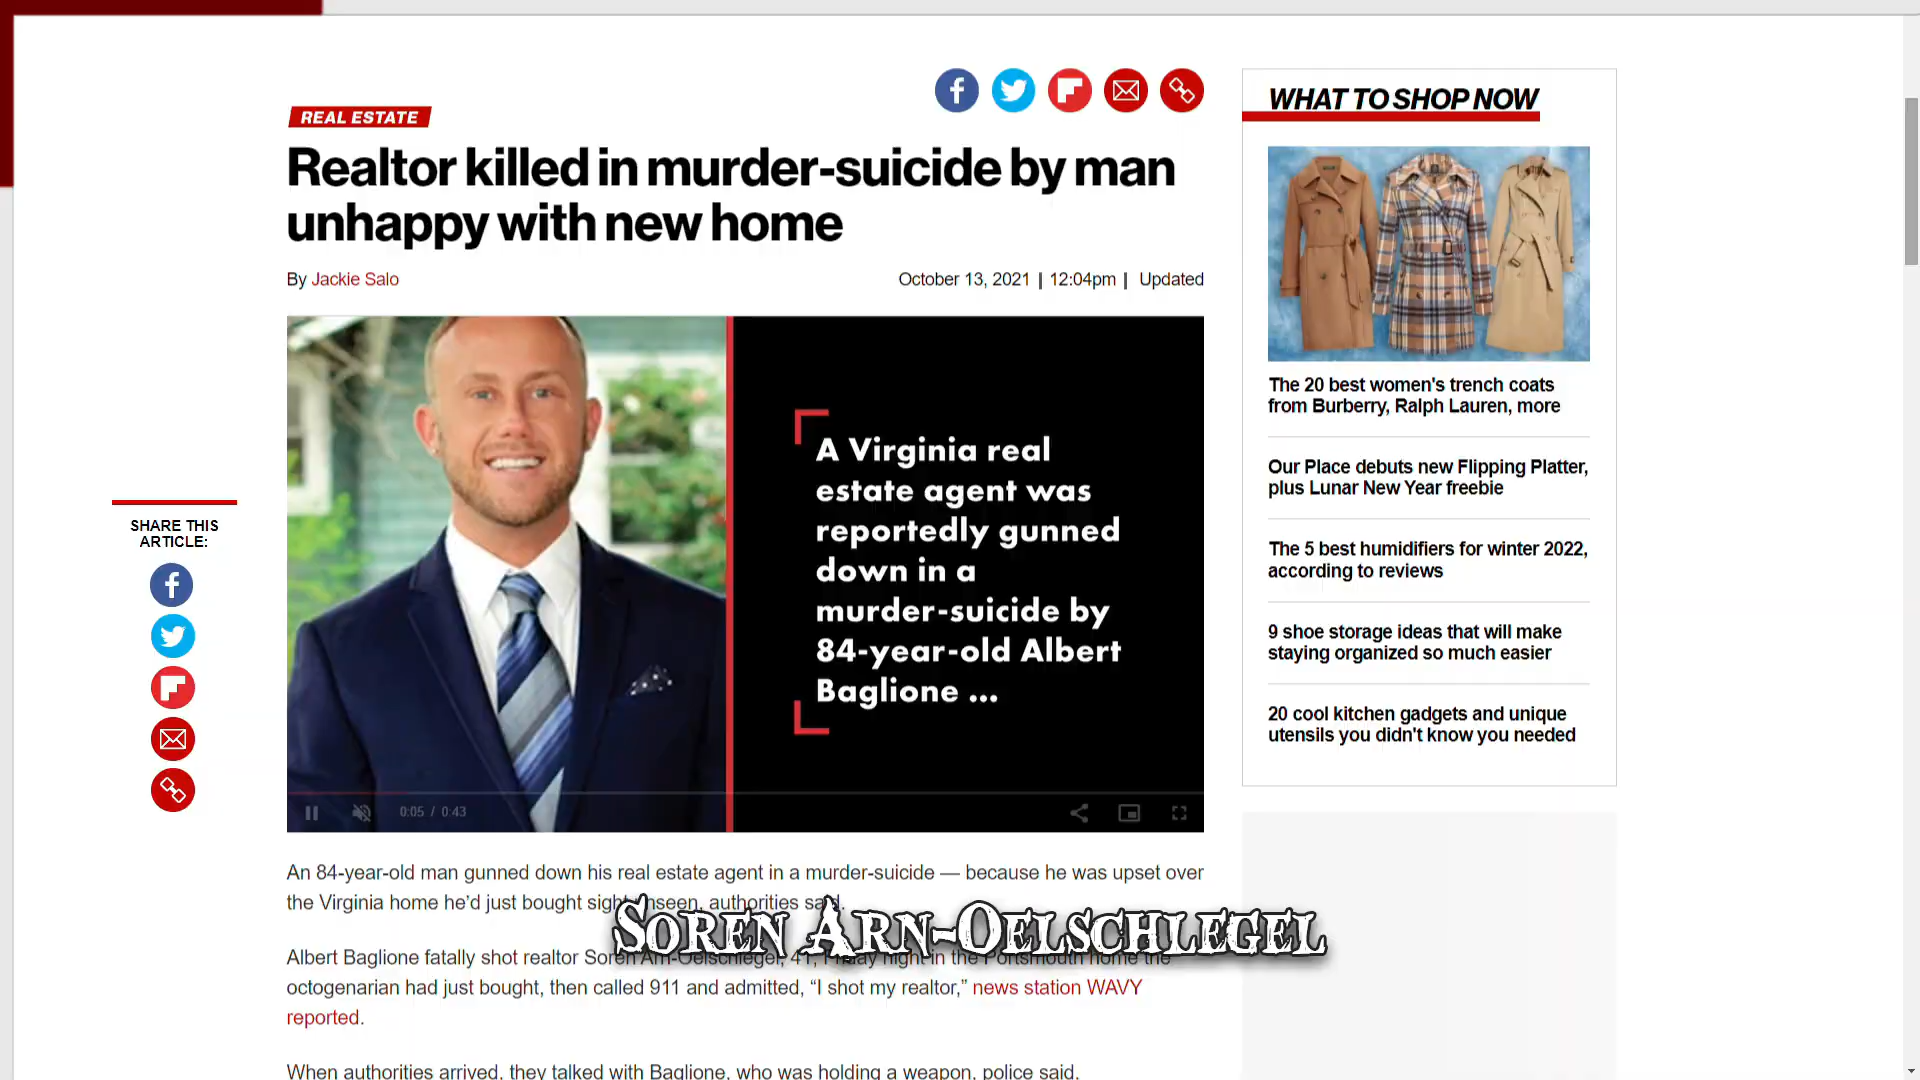 REAL ESTATE
Realtor killed in murder-suicide by man
unhappy with new home
By Jackie Salo
October 13, 2021 | 12:04pm | Updated
A Virginia real
estate agent was
reportedly gunned
down in a
murder-suicide by
84-year-old Albert
Baglione ...
0:05 / 0:43
SHARE THIS
ARTICLE:
An 84-year-old man gunned down his real estate agent in a murder-suicide — because he was upset over
the Virginia home he’d just bought sight unseen, authorities said.
SOREN ARN-OELSCHLEGEL
Albert Baglione fatally shot realtor Soren Arn-Oelschlegel, 41, Friday night in the Portsmouth home the
octogenarian had just bought, then called 911 and admitted, “I shot my realtor,” news station WAVY
reported.
When authorities arrived, they talked with Baglione, who was holding a weapon, police said.
WHAT TO SHOP NOW
The 20 best women's trench coats
from Burberry, Ralph Lauren, more
Our Place debuts new Flipping Platter,
plus Lunar New Year freebie
The 5 best humidifiers for winter 2022,
according to reviews
9 shoe storage ideas that will make
staying organized so much easier
20 cool kitchen gadgets and unique
utensils you didn't know you needed